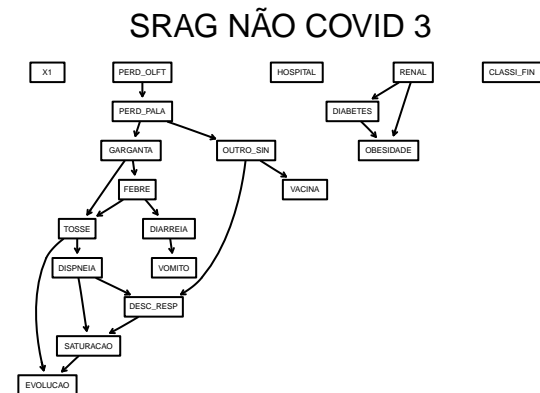 SRAG NÃO COVID 3
X1
PERD_OLFT
HOSPITAL
RENAL
CLASSI_FIN
PERD_PALA
DIABETES
GARGANTA
OUTRO_SIN
OBESIDADE
FEBRE
VACINA
TOSSE
DIARREIA
DISPNEIA
VOMITO
DESC_RESP
SATURACAO
EVOLUCAO